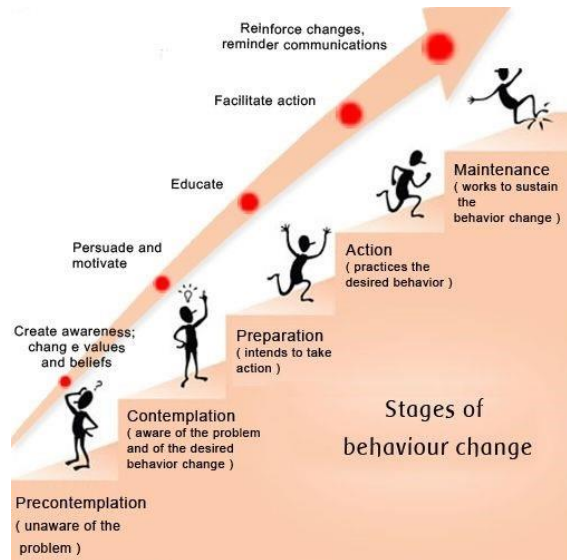 Reinforce changes,
reminder communications
Facilitate action
Educate
Persuade and
motivate
Create awareness;
chang e values
and beliefs
?
Maintenance
( works to sustain
the
behavior change )
Action
( practices the
desired behavior )
Preparation
( intends to take
action )
Contemplation
( aware of the problem
and of the desired
behavior change )
Precontemplation
( unaware of the
problem )
Stages of
behaviour change